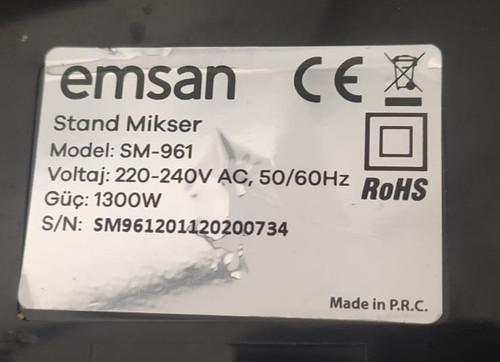 emsan
CE
Stand Mikser
Model: SM-961
Voltaj: 220-240V AC, 50/60Hz
RoHS
Güç: 1300W
S/N: SM961201120200734
Made in P.R.C.